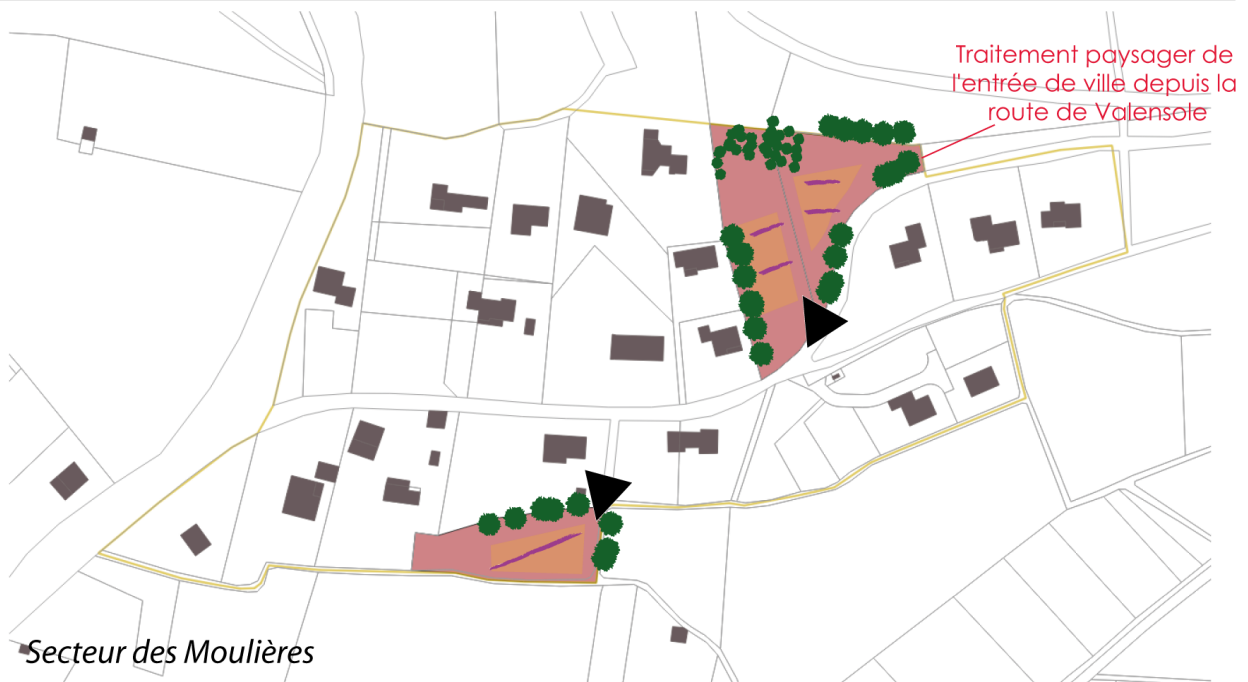 Traitement paysager de
l'entrée de ville depuis la
route de Valensole
Secteur des Moulières